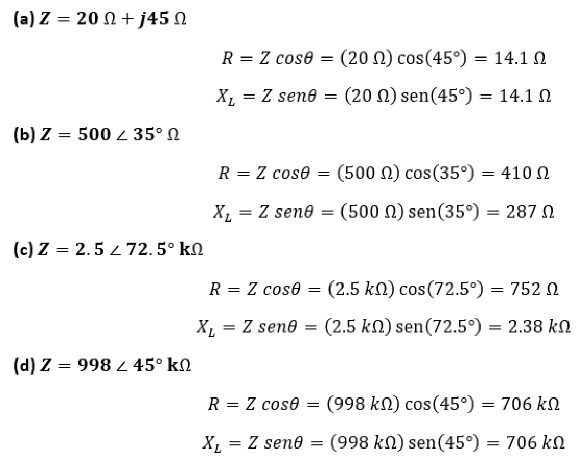 (a) Z = 20 Ω + j45 Ω
R = Z cosθ = (20 Ω) cos(45°) = 14.1 Ω
X_L = Z senθ = (20 Ω) sen(45°) = 14.1 Ω
(b) Z = 500 ∠ 35° Ω
R = Z cosθ = (500 Ω) cos(35°) = 410 Ω
X_L = Z senθ = (500 Ω) sen(35°) = 287 Ω
(c) Z = 2.5 ∠ 72.5° kΩ
R = Z cosθ = (2.5 kΩ) cos(72.5°) = 752 Ω
X_L = Z senθ = (2.5 kΩ) sen(72.5°) = 2.38 kΩ
(d) Z = 998 ∠ 45° kΩ
R = Z cosθ = (998 kΩ) cos(45°) = 706 kΩ
X_L = Z senθ = (998 kΩ) sen(45°) = 706 kΩ